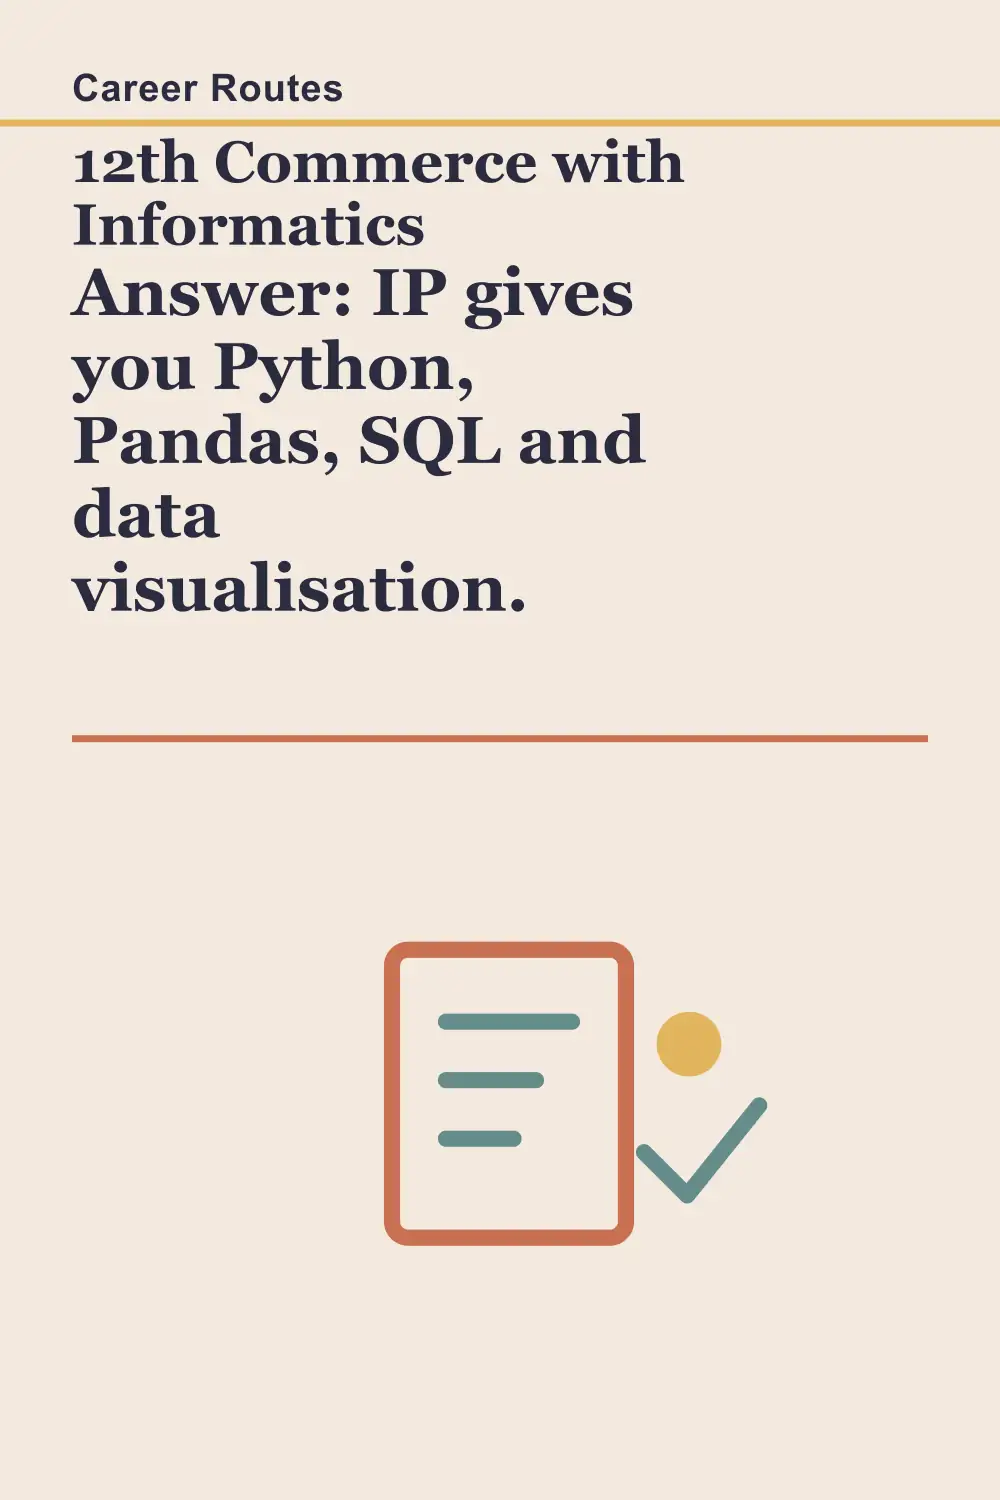 Career Routes
12th Commerce with
Informatics
Answer: IP gives
you Python,
Pandas, SQL and
data
visualisation.